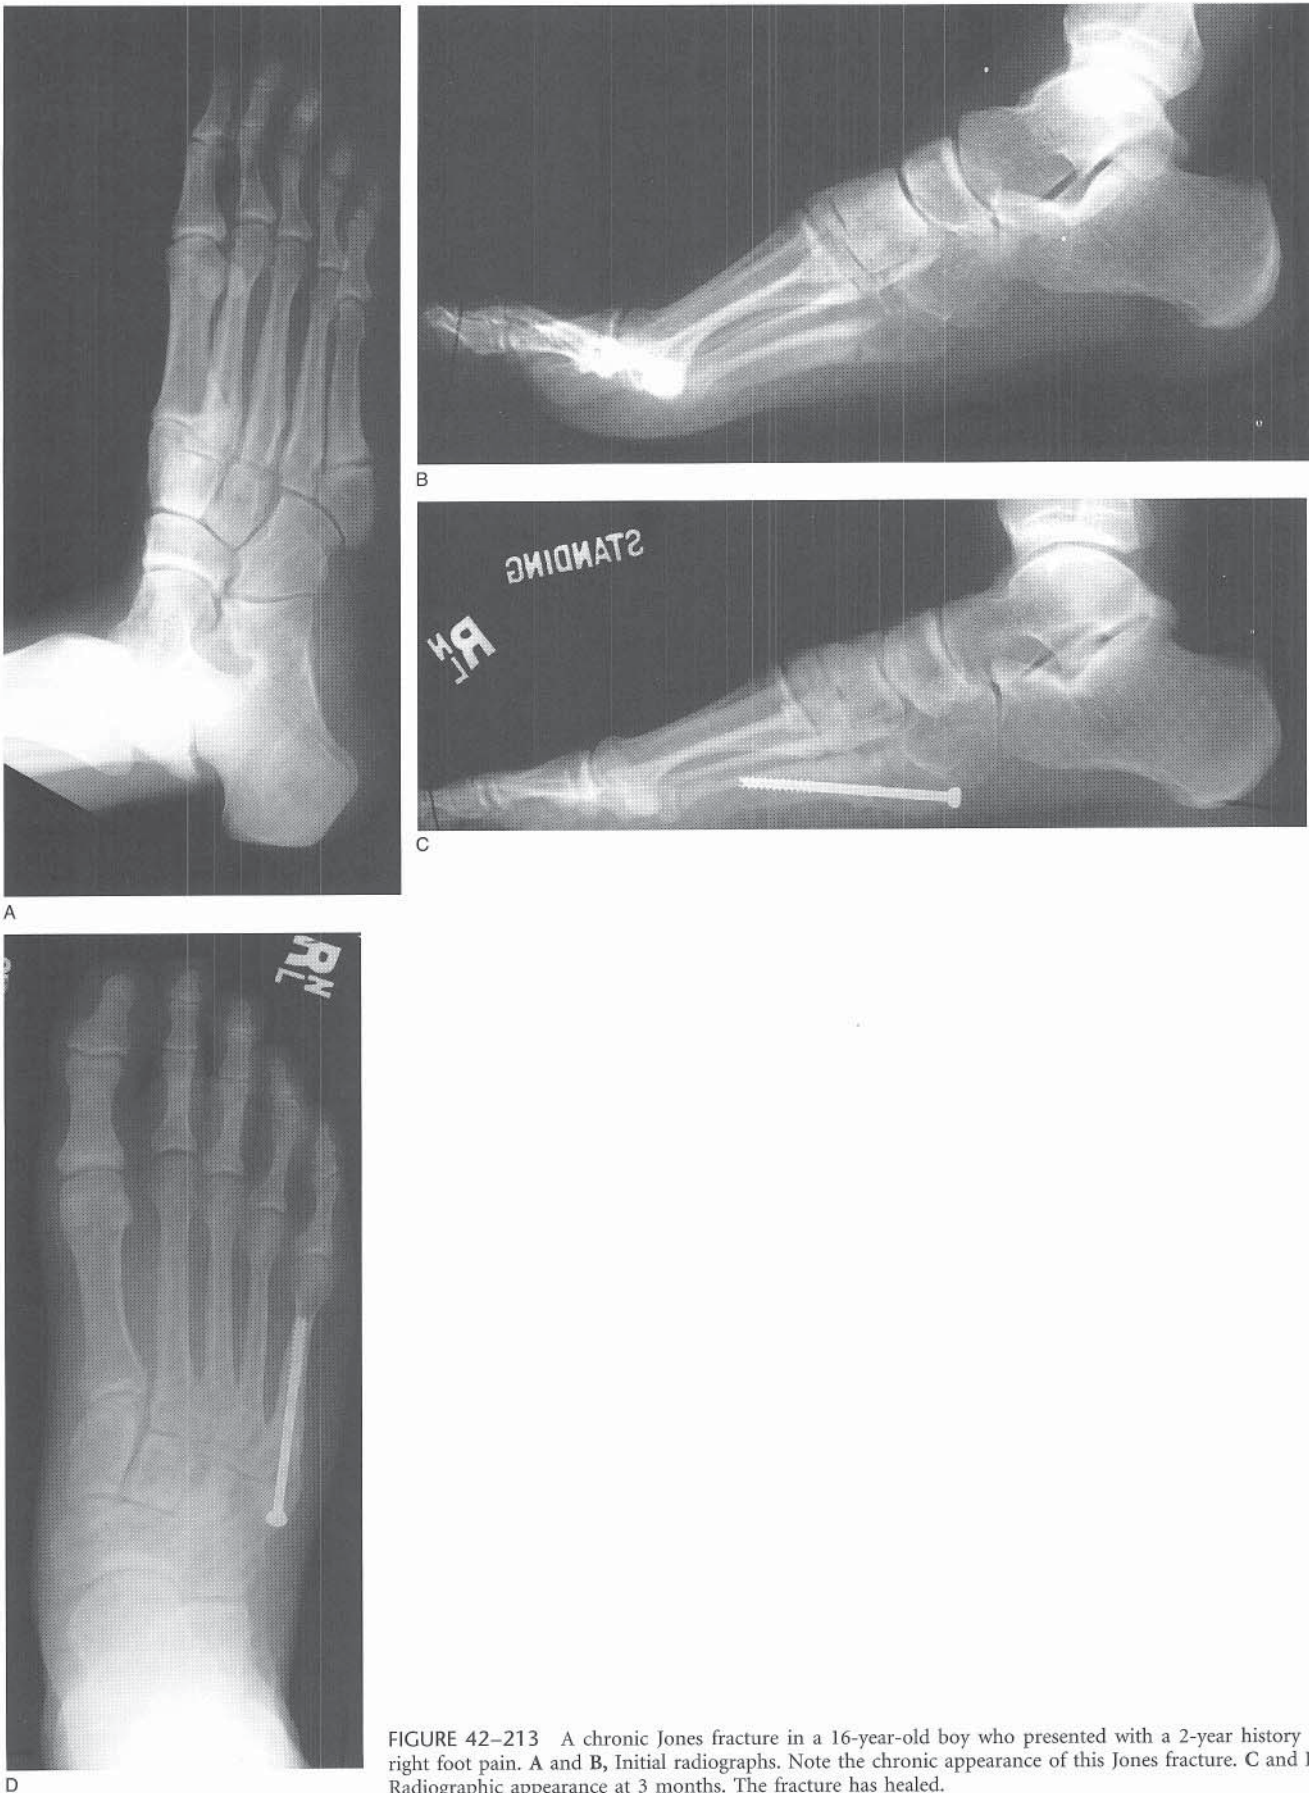 A
B
STANDING
R
N
L
C
R
N
L
D
FIGURE 42–213 A chronic Jones fracture in a 16-year-old boy who presented with a 2-year history
right foot pain. A and B, Initial radiographs. Note the chronic appearance of this Jones fracture. C and
Radiographic appearance at 3 months. The fracture has healed.